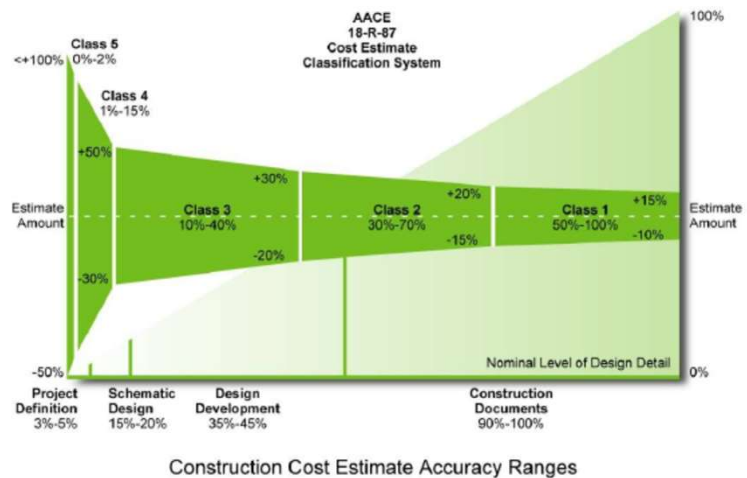 AACE
18-R-87
Cost Estimate
Classification System
100%
Class 5
0%-2%
<+100%
Class 4
1%-15%
+50%
+30%
+20%
+15%
Estimate
Amount
Class 3
10%-40%
Class 2
30%-70%
Class 1
50%-100%
Estimate
Amount
-30%
-20%
-15%
-10%
Nominal Level of Design Detail
-50%
0%
Project
Definition
3%-5%
Schematic
Design
15%-20%
Design
Development
35%-45%
Construction
Documents
90%-100%
Construction Cost Estimate Accuracy Ranges